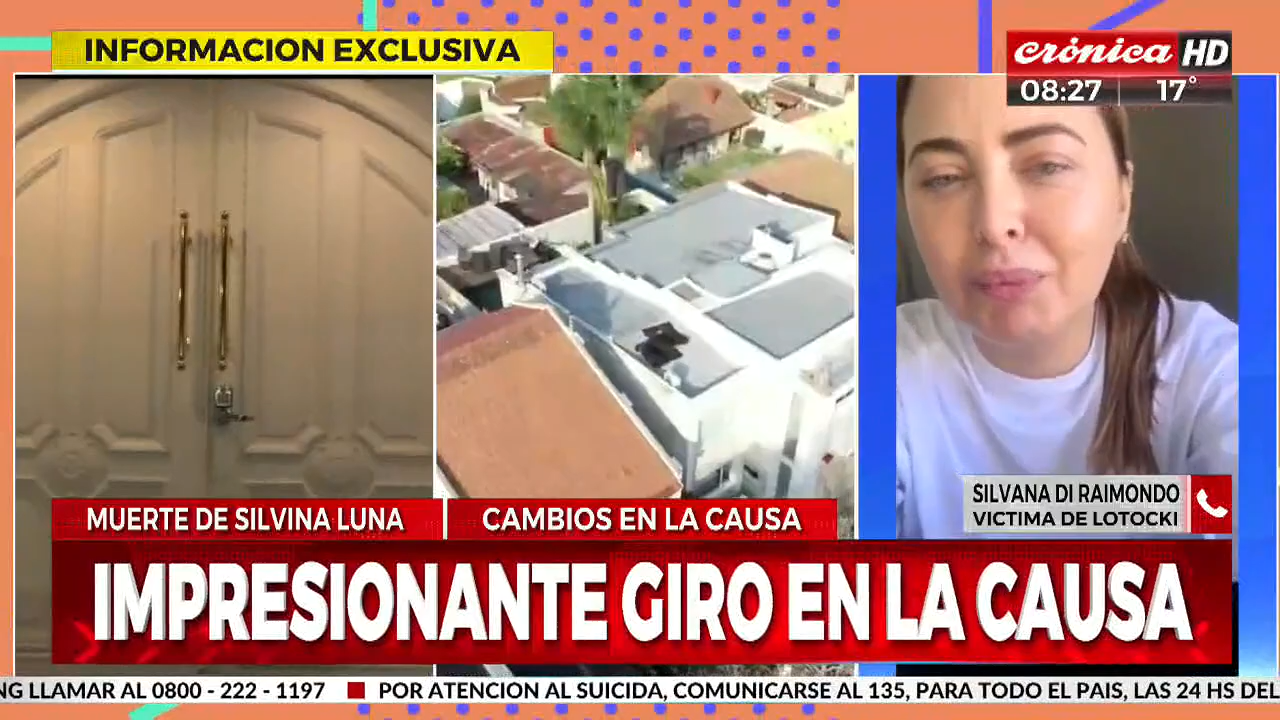 INFORMACION EXCLUSIVA
crónica HD
08:27 17°
SILVANA DI RAIMONDO
VICTIMA DE LOTOCKI
MUERTE DE SILVINA LUNA
CAMBIOS EN LA CAUSA
IMPRESIONANTE GIRO EN LA CAUSA
NG LLAMAR AL 0800 - 222 - 1197 POR ATENCION AL SUICIDA, COMUNICARSE AL 135, PARA TODO EL PAIS, LAS 24 HS DEL